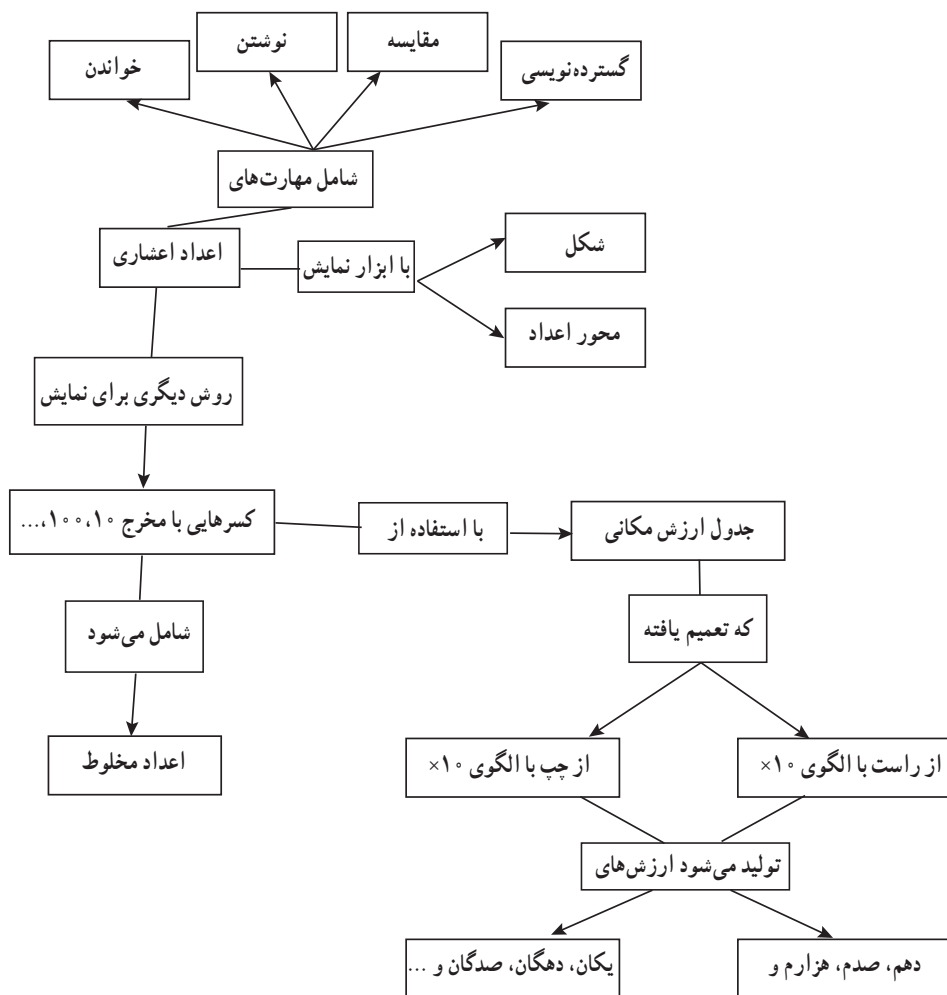 گسترده‌نویسی
مقایسه
نوشتن
خواندن
شامل مهارت‌های
اعداد اعشاری
با ابزار نمایش
شکل
محور اعداد
روش دیگری برای نمایش
کسرهایی با مخرج ۱۰، ۱۰۰،...
با استفاده از
جدول ارزش مکانی
شامل می‌شود
که تعمیم یافته
اعداد مخلوط
از راست با الگوی ۱۰×
از چپ با الگوی ۱۰×
تولید می‌شود ارزش‌های
دهم، صدم، هزارم و
یکان، دهگان، صدگان و ...